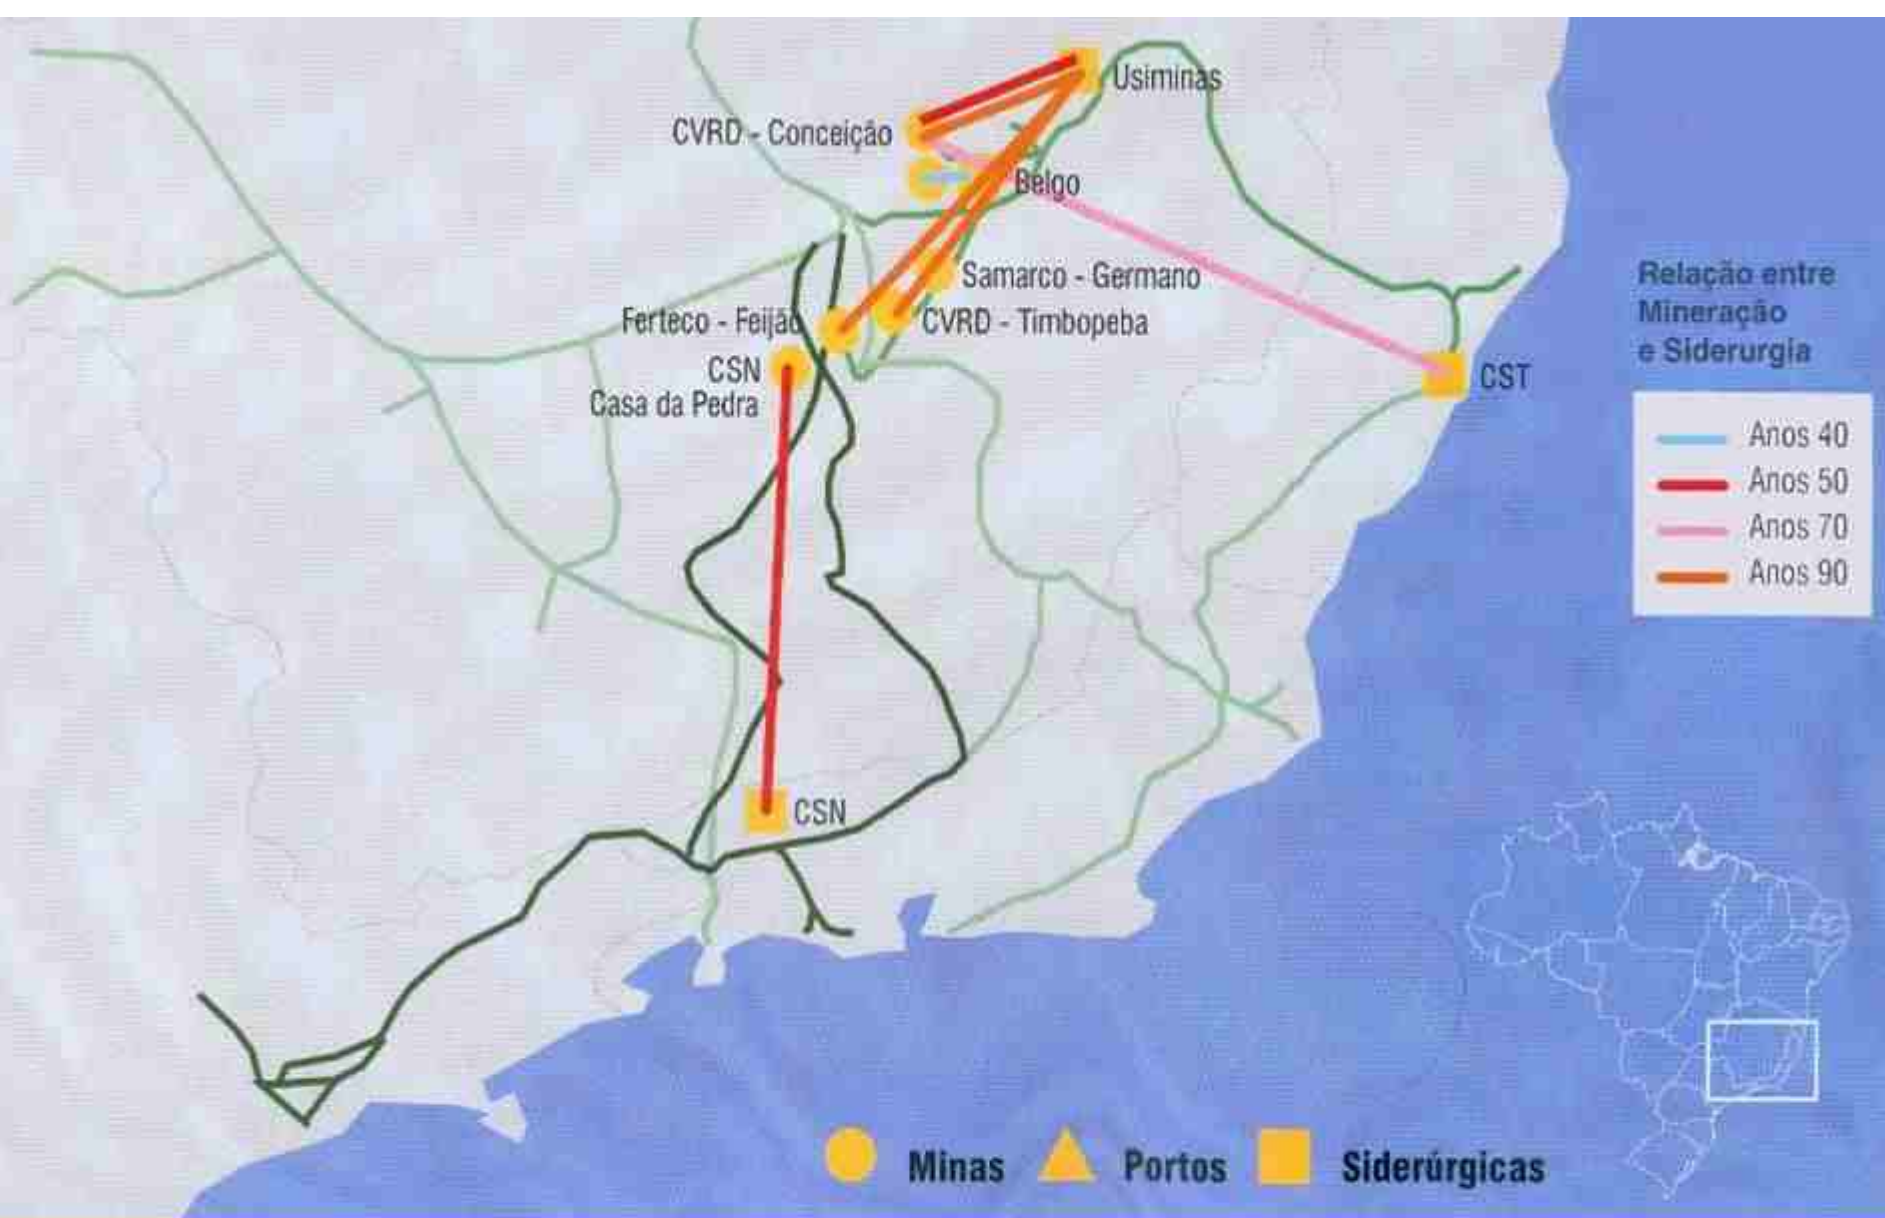 Usiminas
CVRD - Conceição
Belgo
Samarco - Germano
Ferteco - Feijão
CVRD - Timbopeba
CSN
Casa da Pedra
CST
CSN
Relação entre
Mineração
e Siderurgia
Anos 40
Anos 50
Anos 70
Anos 90
Minas
Portos
Siderúrgicas